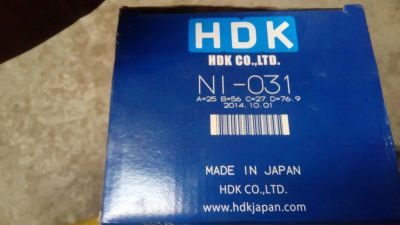 HDK
HDK CO.,LTD.
NI-031
A=25 B=56 C=27 D=76.9
2014.10.01
MADE IN JAPAN
HDK CO.,LTD.
www.hdkjapan.com